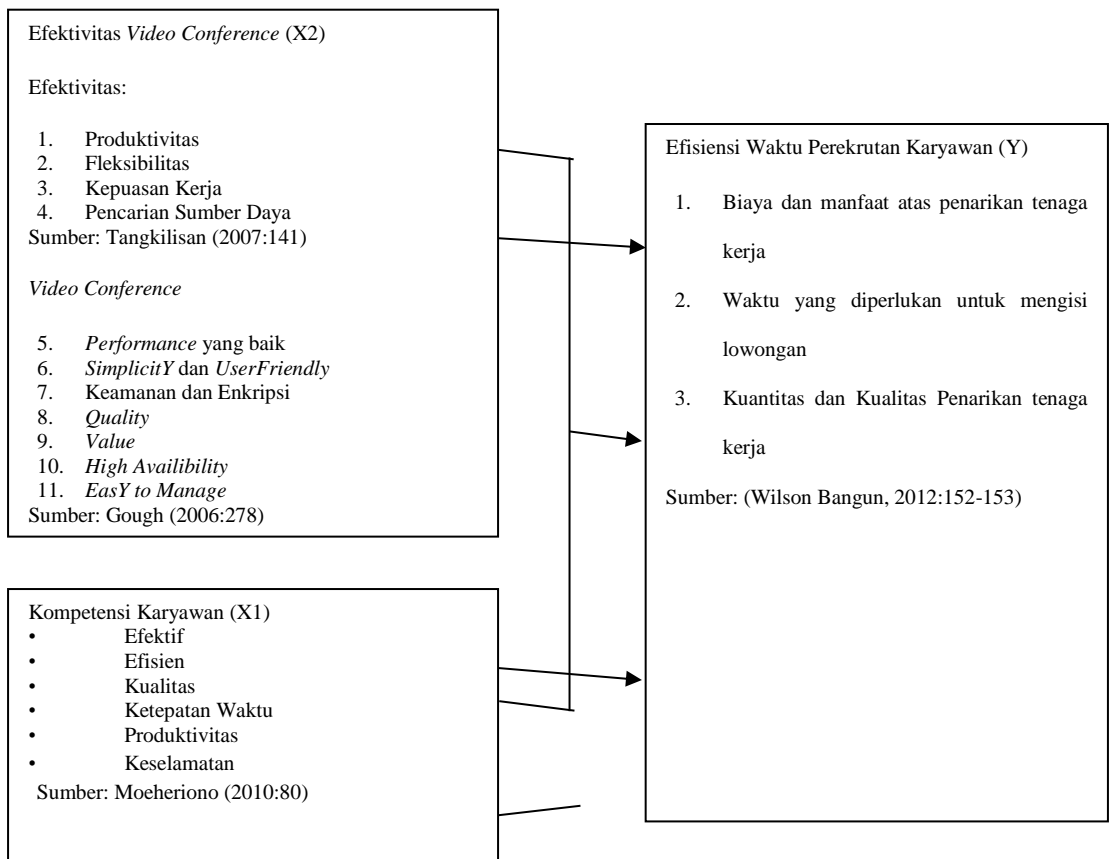 Efektivitas Video Conference (X2)
Efektivitas:
1. Produktivitas
2. Fleksibilitas
3. Kepuasan Kerja
4. Pencarian Sumber Daya
Sumber: Tangkilisan (2007:141)
Video Conference
5. Performance yang baik
6. SimplicitY dan UserFriendly
7. Keamanan dan Enkripsi
8. Quality
9. Value
10. High Availibility
11. EasY to Manage
Sumber: Gough (2006:278)
Kompetensi Karyawan (X1)
• Efektif
• Efisien
• Kualitas
• Ketepatan Waktu
• Produktivitas
• Keselamatan
Sumber: Moeheriono (2010:80)
Efisiensi Waktu Perekrutan Karyawan (Y)
1. Biaya dan manfaat atas penarikan tenaga
kerja
2. Waktu yang diperlukan untuk mengisi
lowongan
3. Kuantitas dan Kualitas Penarikan tenaga
kerja
Sumber: (Wilson Bangun, 2012:152-153)